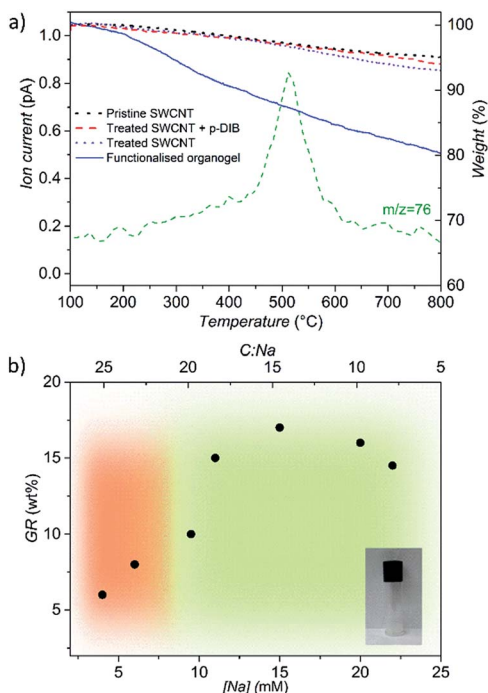 a)
1.0
0.8
0.6
0.4
0.2
0.0
Ion current (pA)
100
90
80
70
60
Weight (%)
Pristine SWCNT
Treated SWCNT + p-DIB
Treated SWCNT
Functionalised organogel
m/z=76
100 200 300 400 500 600 700 800
Temperature (°C)
b)
C:Na
25 20 15 10 5
20
15
10
5
GR (wt%)
5 10 15 20 25
[Na] (mM)